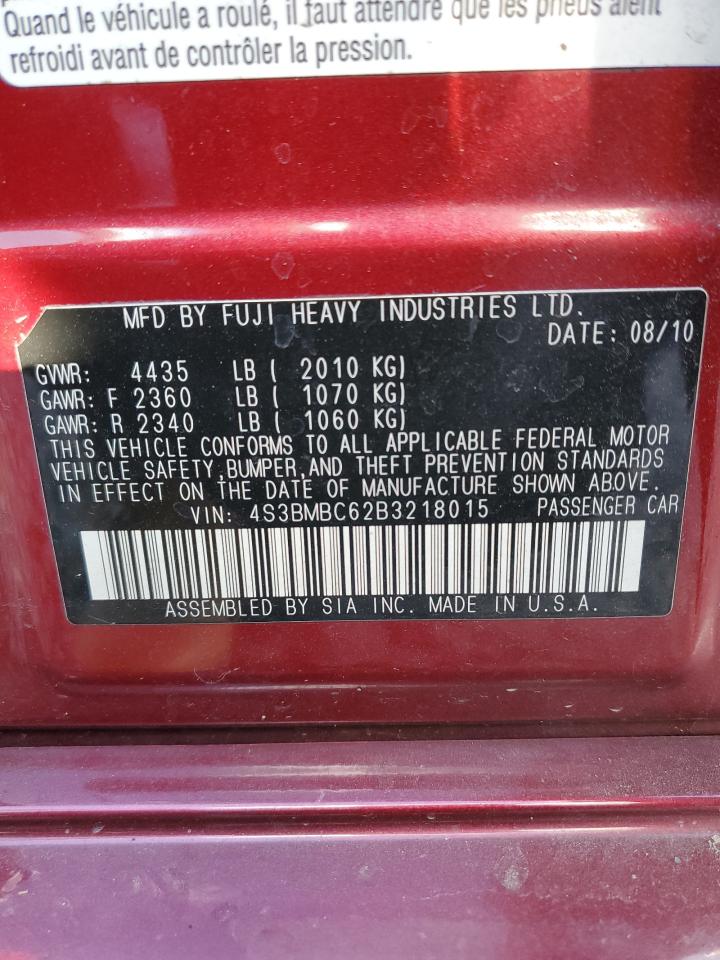 Quand le véhicule a roulé, il faut attendre que les pneus aient
refroidi avant de contrôler la pression.
MFD BY FUJI HEAVY INDUSTRIES LTD.
DATE: 08/10
GVWR: 4435 LB ( 2010 KG)
GAWR: F 2360 LB ( 1070 KG)
GAWR: R 2340 LB ( 1060 KG)
THIS VEHICLE CONFORMS TO ALL APPLICABLE FEDERAL MOTOR
VEHICLE SAFETY,BUMPER,AND THEFT PREVENTION STANDARDS
IN EFFECT ON THE DATE OF MANUFACTURE SHOWN ABOVE.
VIN: 4S3BMBC62B3218015 PASSENGER CAR
ASSEMBLED BY SIA INC. MADE IN U.S.A.